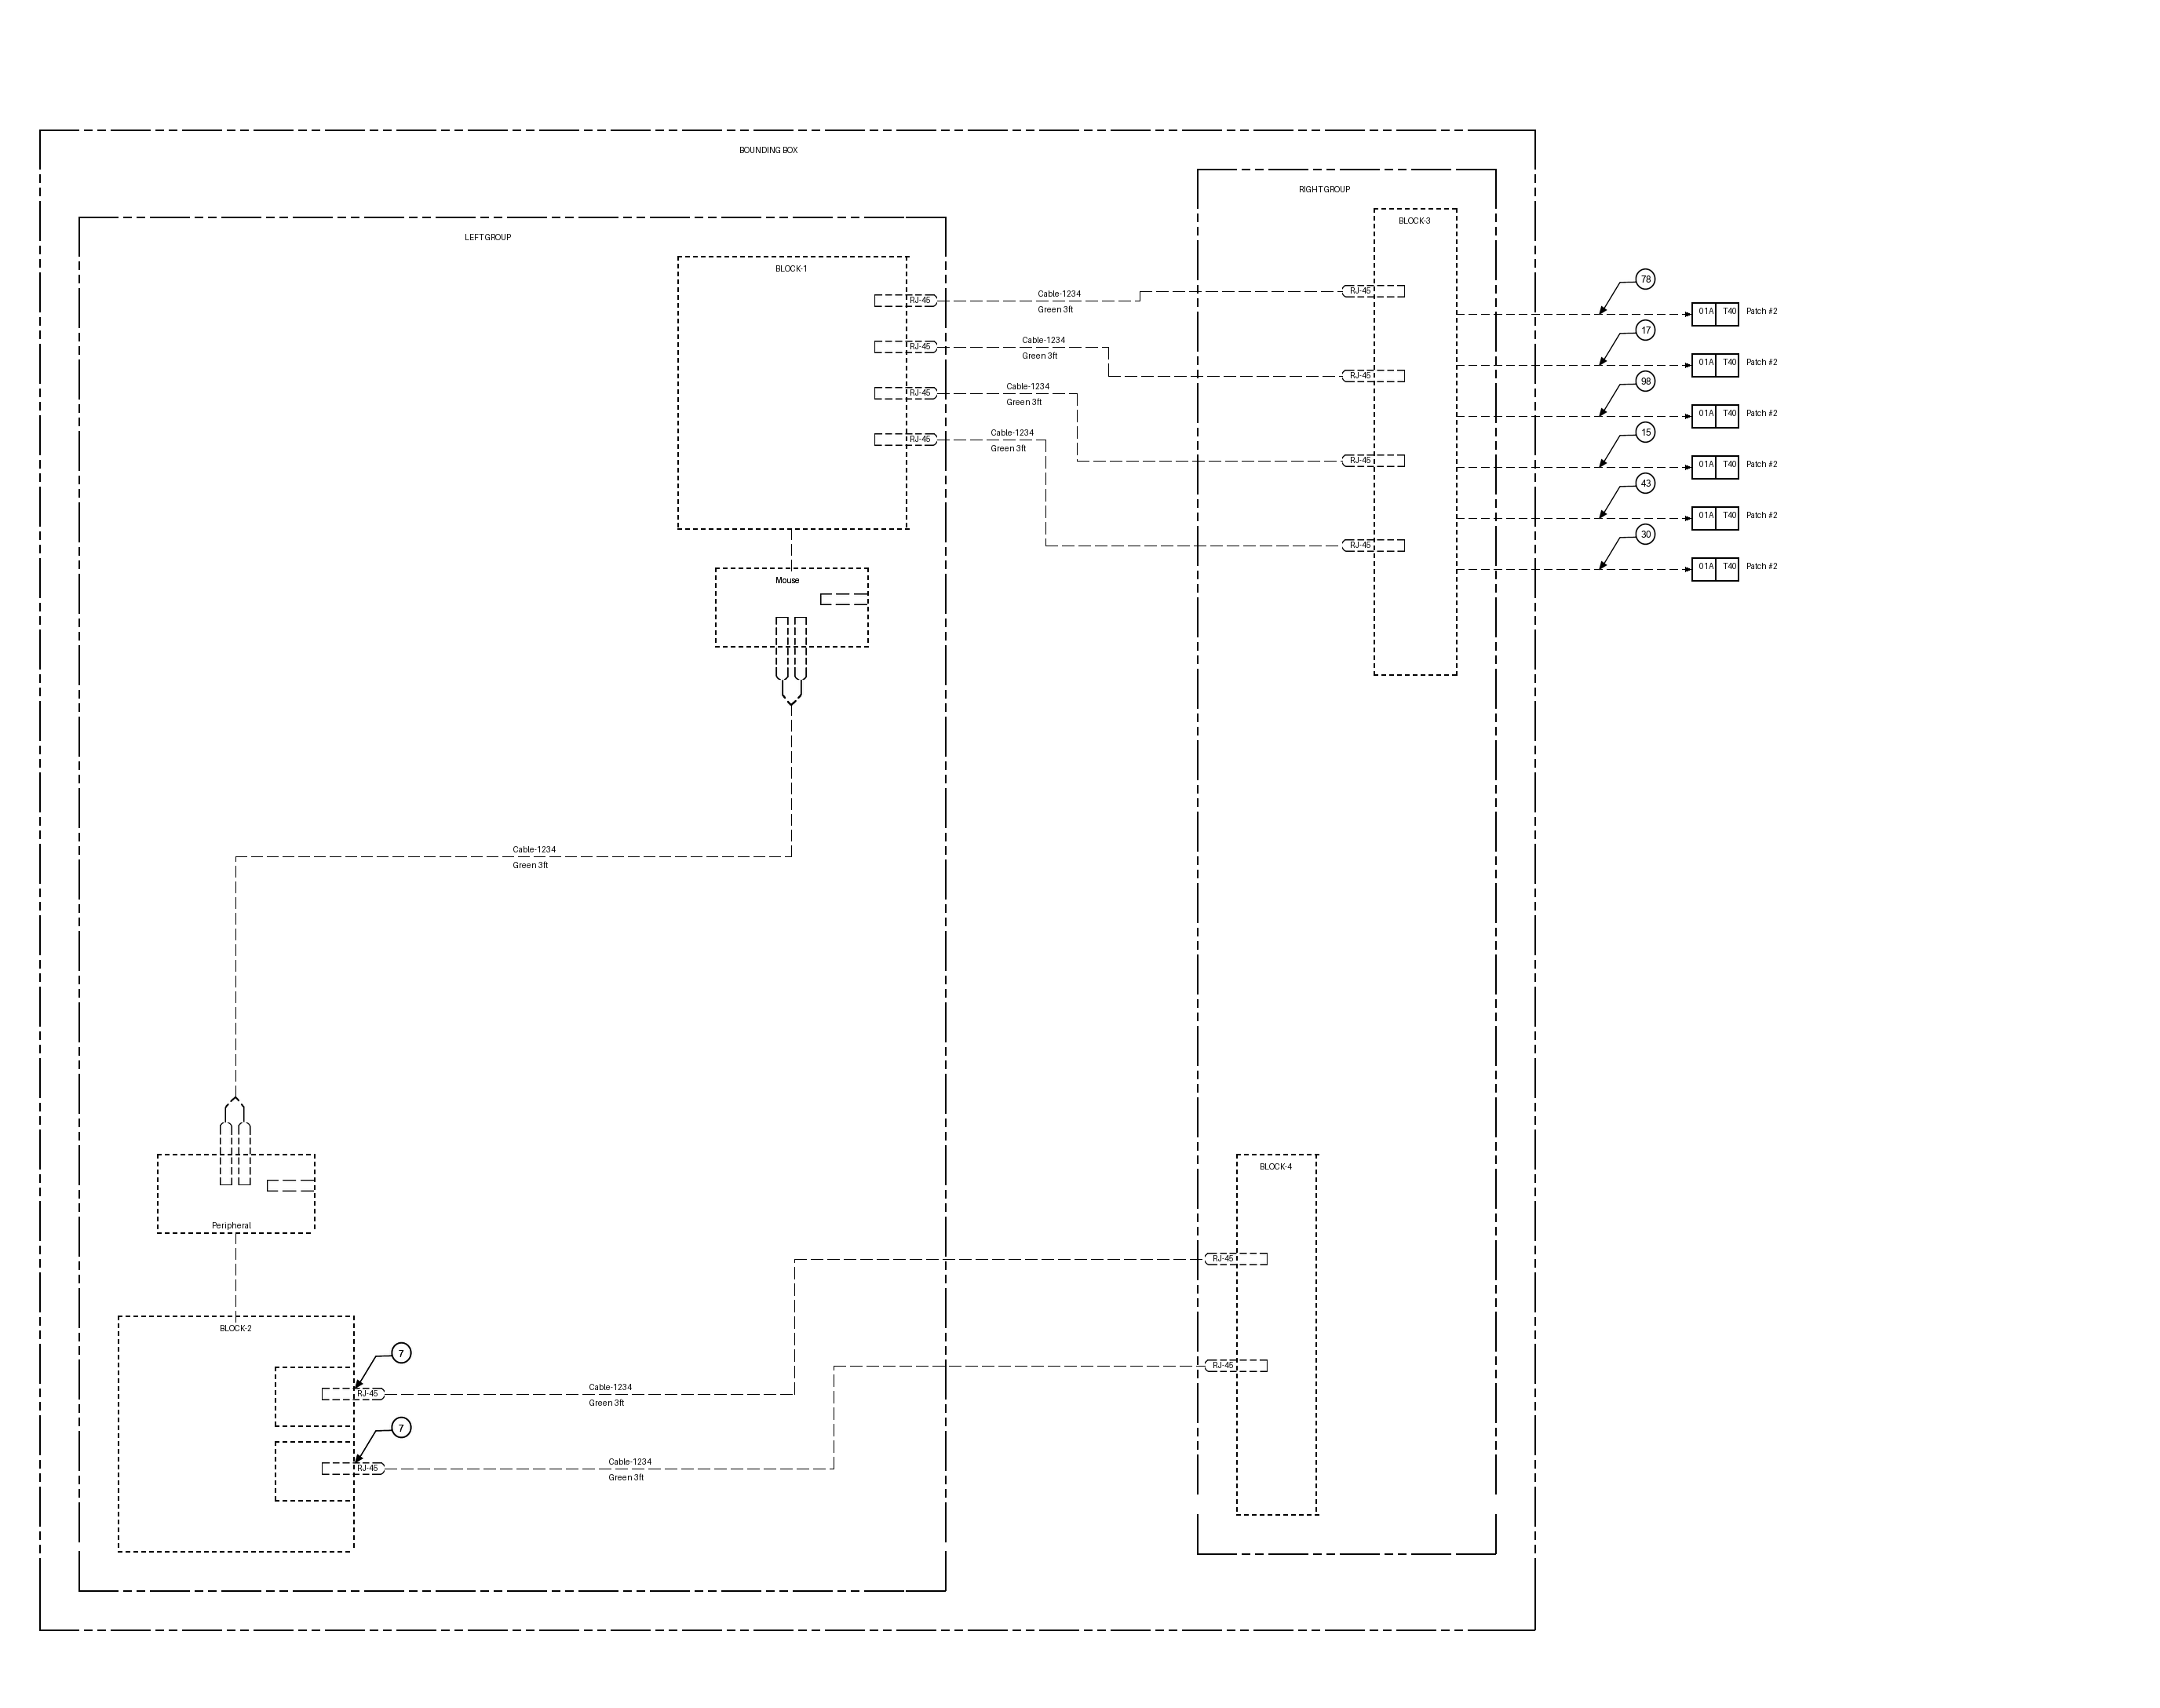 BOUNDING BOX
RIGHT GROUP
LEFT GROUP
BLOCK-3
BLOCK-1
78
RJ-45
Cable-1234
Green 3ft
RJ-45
01A T40 Patch #2
17
RJ-45
Cable-1234
Green 3ft
RJ-45
01A T40 Patch #2
98
RJ-45
Cable-1234
Green 3ft
01A T40 Patch #2
15
RJ-45
Cable-1234
Green 3ft
RJ-45
01A T40 Patch #2
43
01A T40 Patch #2
30
RJ-45
01A T40 Patch #2
Mouse
Cable-1234
Green 3ft
BLOCK-4
Peripheral
RJ-45
BLOCK-2
7
RJ-45
RJ-45
Cable-1234
Green 3ft
7
RJ-45
Cable-1234
Green 3ft